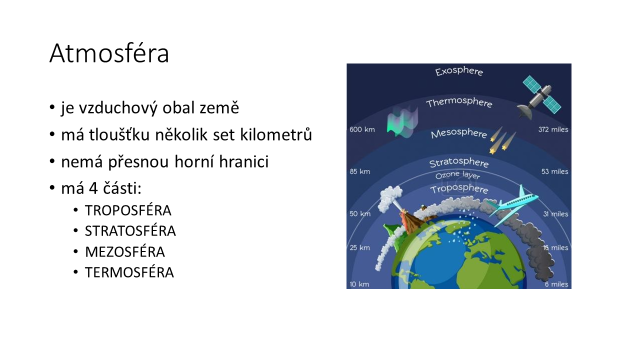 Atmosféra
• je vzduchový obal země
• má tloušťku několik set kilometrů
• nemá přesnou horní hranici
• má 4 části:
• TROPOSFÉRA
• STRATOSFÉRA
• MEZOSFÉRA
• TERMOSFÉRA
Exosphere
Thermosphere
600 km 372 miles
Mesosphere
Stratosphere
85 km 53 miles
Ozone layer
Troposphere
50 km 31 miles
25 km 15 miles
10 km 6 miles